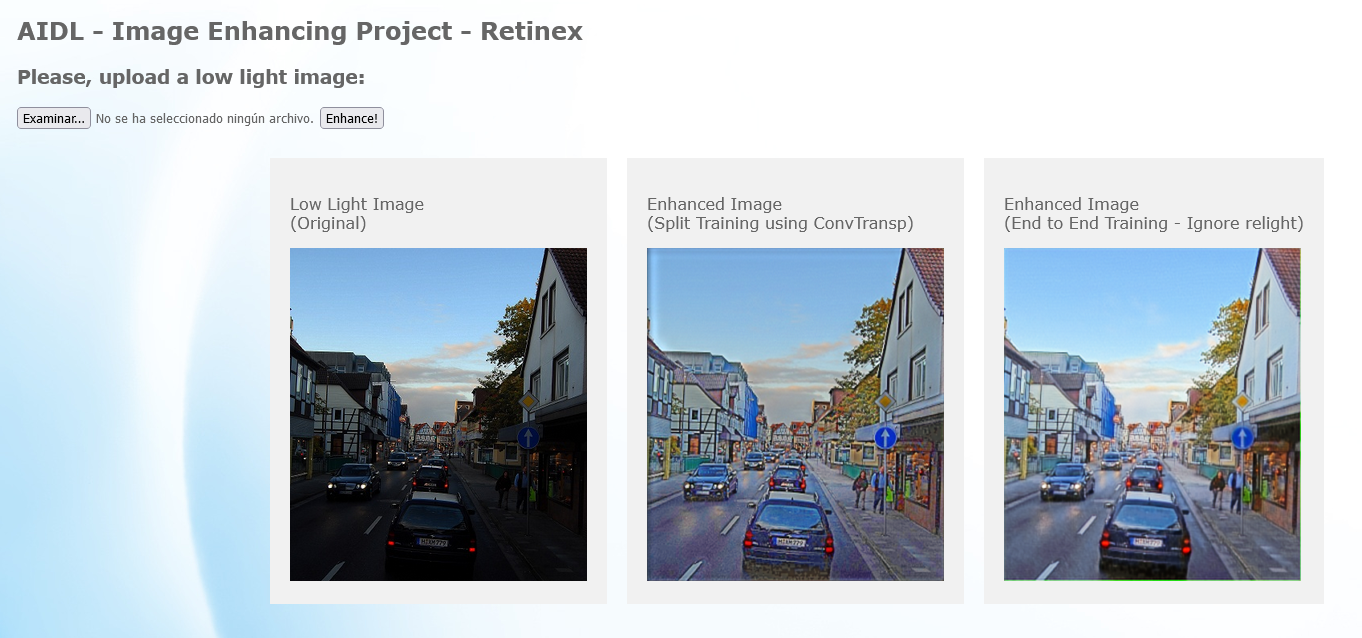 AIDL - Image Enhancing Project - Retinex
Please, upload a low light image:
Examinar... No se ha seleccionado ningún archivo. Enhance!
Low Light Image
(Original)
Enhanced Image
(Split Training using ConvTransp)
Enhanced Image
(End to End Training - Ignore relight)